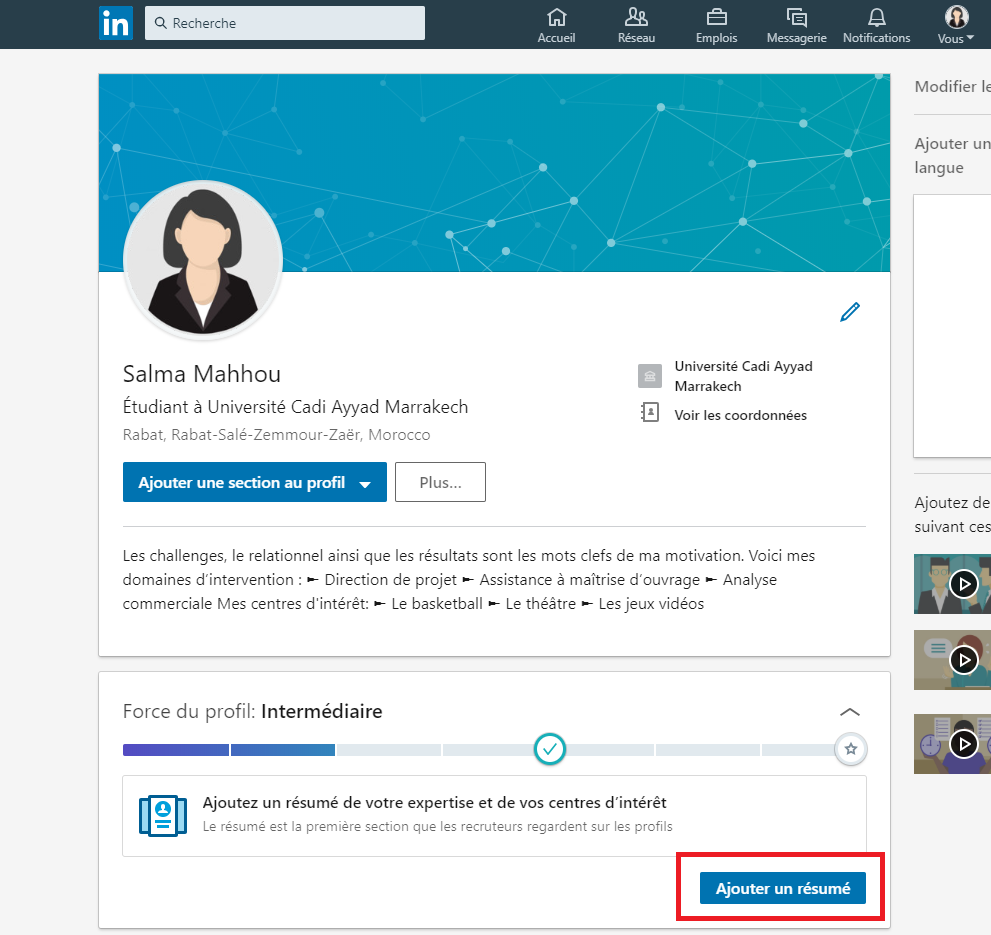 in
Recherche
Accueil
Réseau
Emplois
Messagerie
Notifications
Vous
Modifier le
Ajouter un
langue
Salma Mahhou
Étudiant à Université Cadi Ayyad Marrakech
Rabat, Rabat-Salé-Zemmour-Zaër, Morocco
Université Cadi Ayyad
Marrakech
Voir les coordonnées
Ajouter une section au profil
Plus...
Les challenges, le relationnel ainsi que les résultats sont les mots clefs de ma motivation. Voici mes
domaines d’intervention : ► Direction de projet ► Assistance à maîtrise d’ouvrage ► Analyse
commerciale Mes centres d'intérêt: ► Le basketball ► Le théâtre ► Les jeux vidéos
Ajoutez de
suivant ces
Force du profil: Intermédiaire
Ajoutez un résumé de votre expertise et de vos centres d’intérêt
Le résumé est la première section que les recruteurs regardent sur les profils
Ajouter un résumé